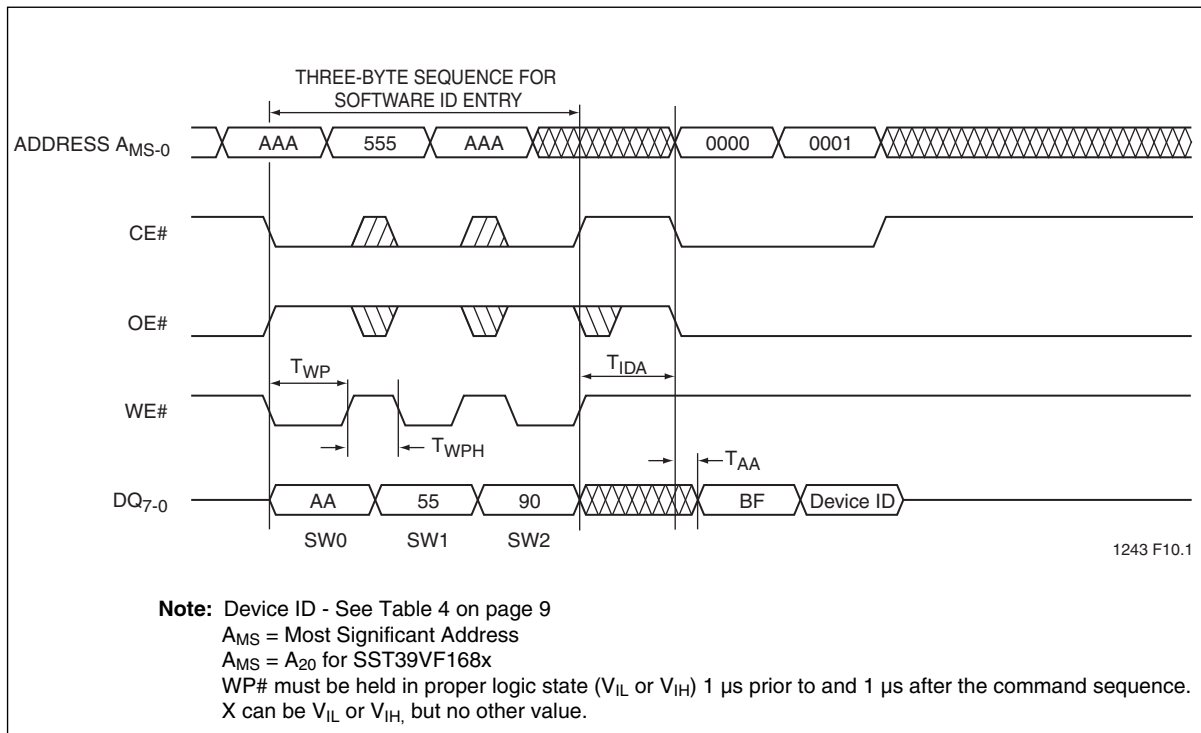 THREE-BYTE SEQUENCE FOR
SOFTWARE ID ENTRY
ADDRESS AMS-0
AAA
555
AAA
0000
0001
CE#
OE#
TWP
TIDA
WE#
TWPH
TAA
DQ7-0
AA
55
90
BF
Device ID
SW0
SW1
SW2
1243 F10.1
Note: Device ID - See Table 4 on page 9
AMS = Most Significant Address
AMS = A20 for SST39VF168x
WP# must be held in proper logic state (VIL or VIH) 1 µs prior to and 1 µs after the command sequence.
X can be VIL or VIH, but no other value.